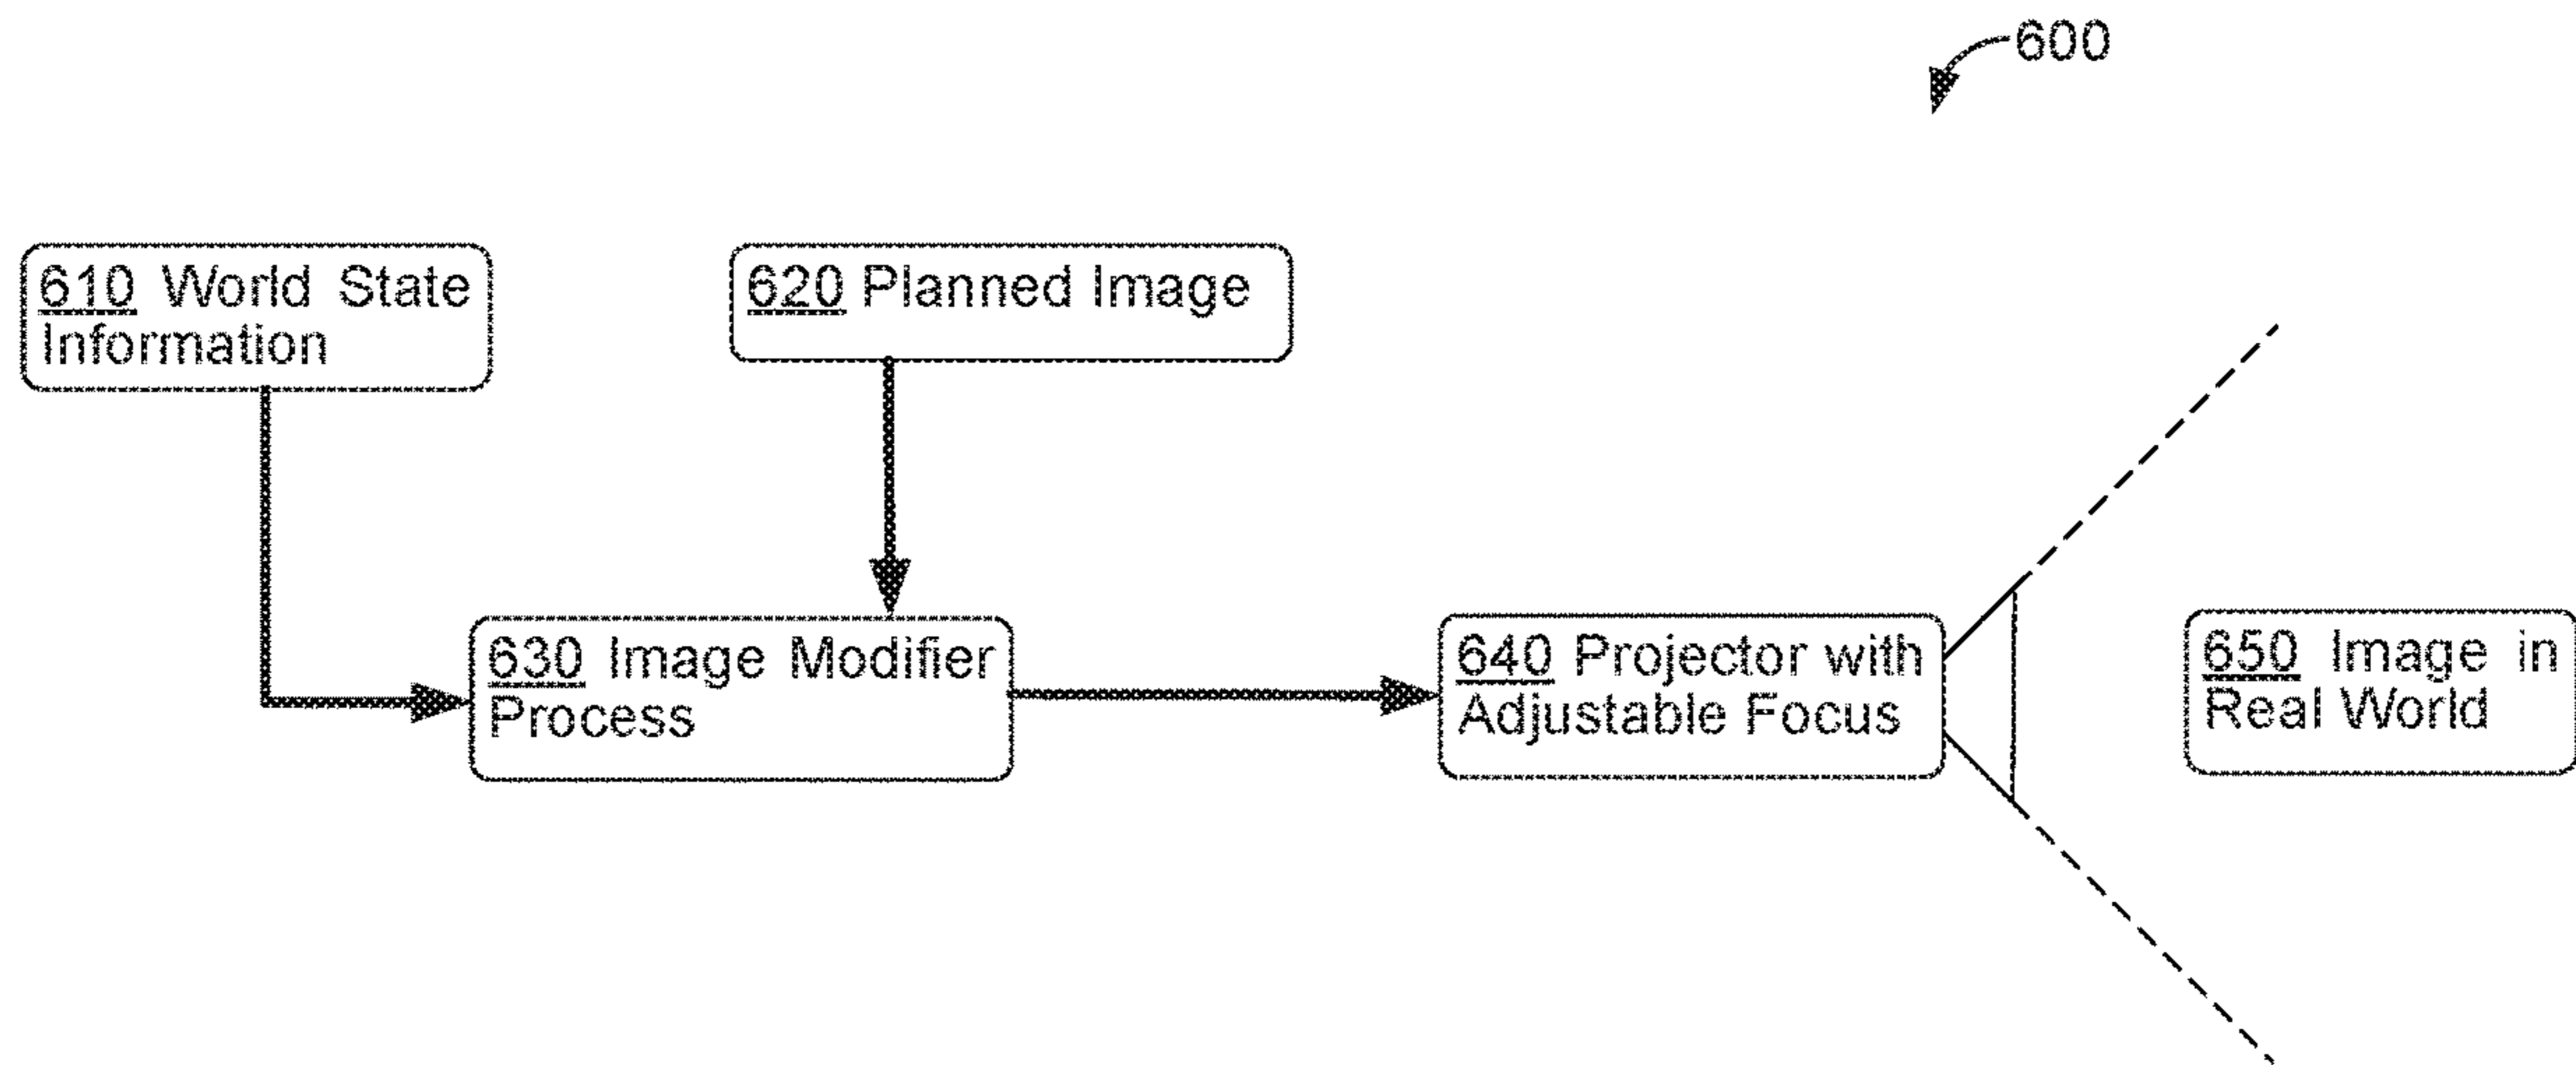 600
610 World State
Information
620 Planned Image
630 Image Modifier
Process
640 Projector with
Adjustable Focus
650 Image in
Real World